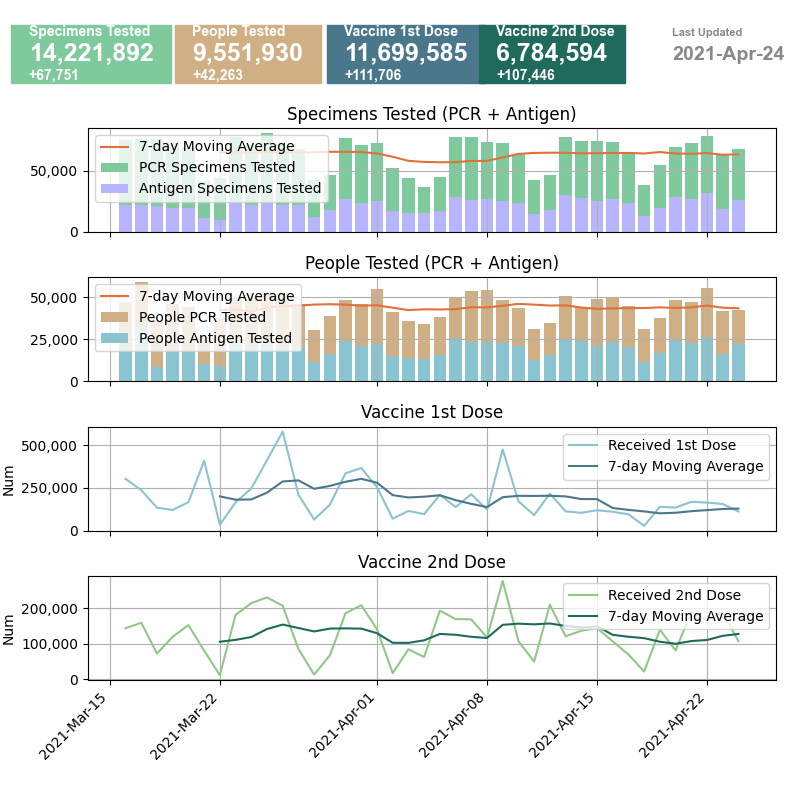 Specimens Tested
14,221,892
+67,751
People Tested
9,551,930
+42,263
Vaccine 1st Dose
11,699,585
+111,706
Vaccine 2nd Dose
6,784,594
+107,446
Last Updated
2021-Apr-24
Specimens Tested (PCR + Antigen)
7-day Moving Average
PCR Specimens Tested
Antigen Specimens Tested
50,000
0
People Tested (PCR + Antigen)
7-day Moving Average
People PCR Tested
People Antigen Tested
50,000
25,000
0
Vaccine 1st Dose
Received 1st Dose
7-day Moving Average
Num
500,000
250,000
0
Vaccine 2nd Dose
Received 2nd Dose
7-day Moving Average
Num
200,000
100,000
0
2021-Mar-15
2021-Mar-22
2021-Apr-01
2021-Apr-08
2021-Apr-15
2021-Apr-22